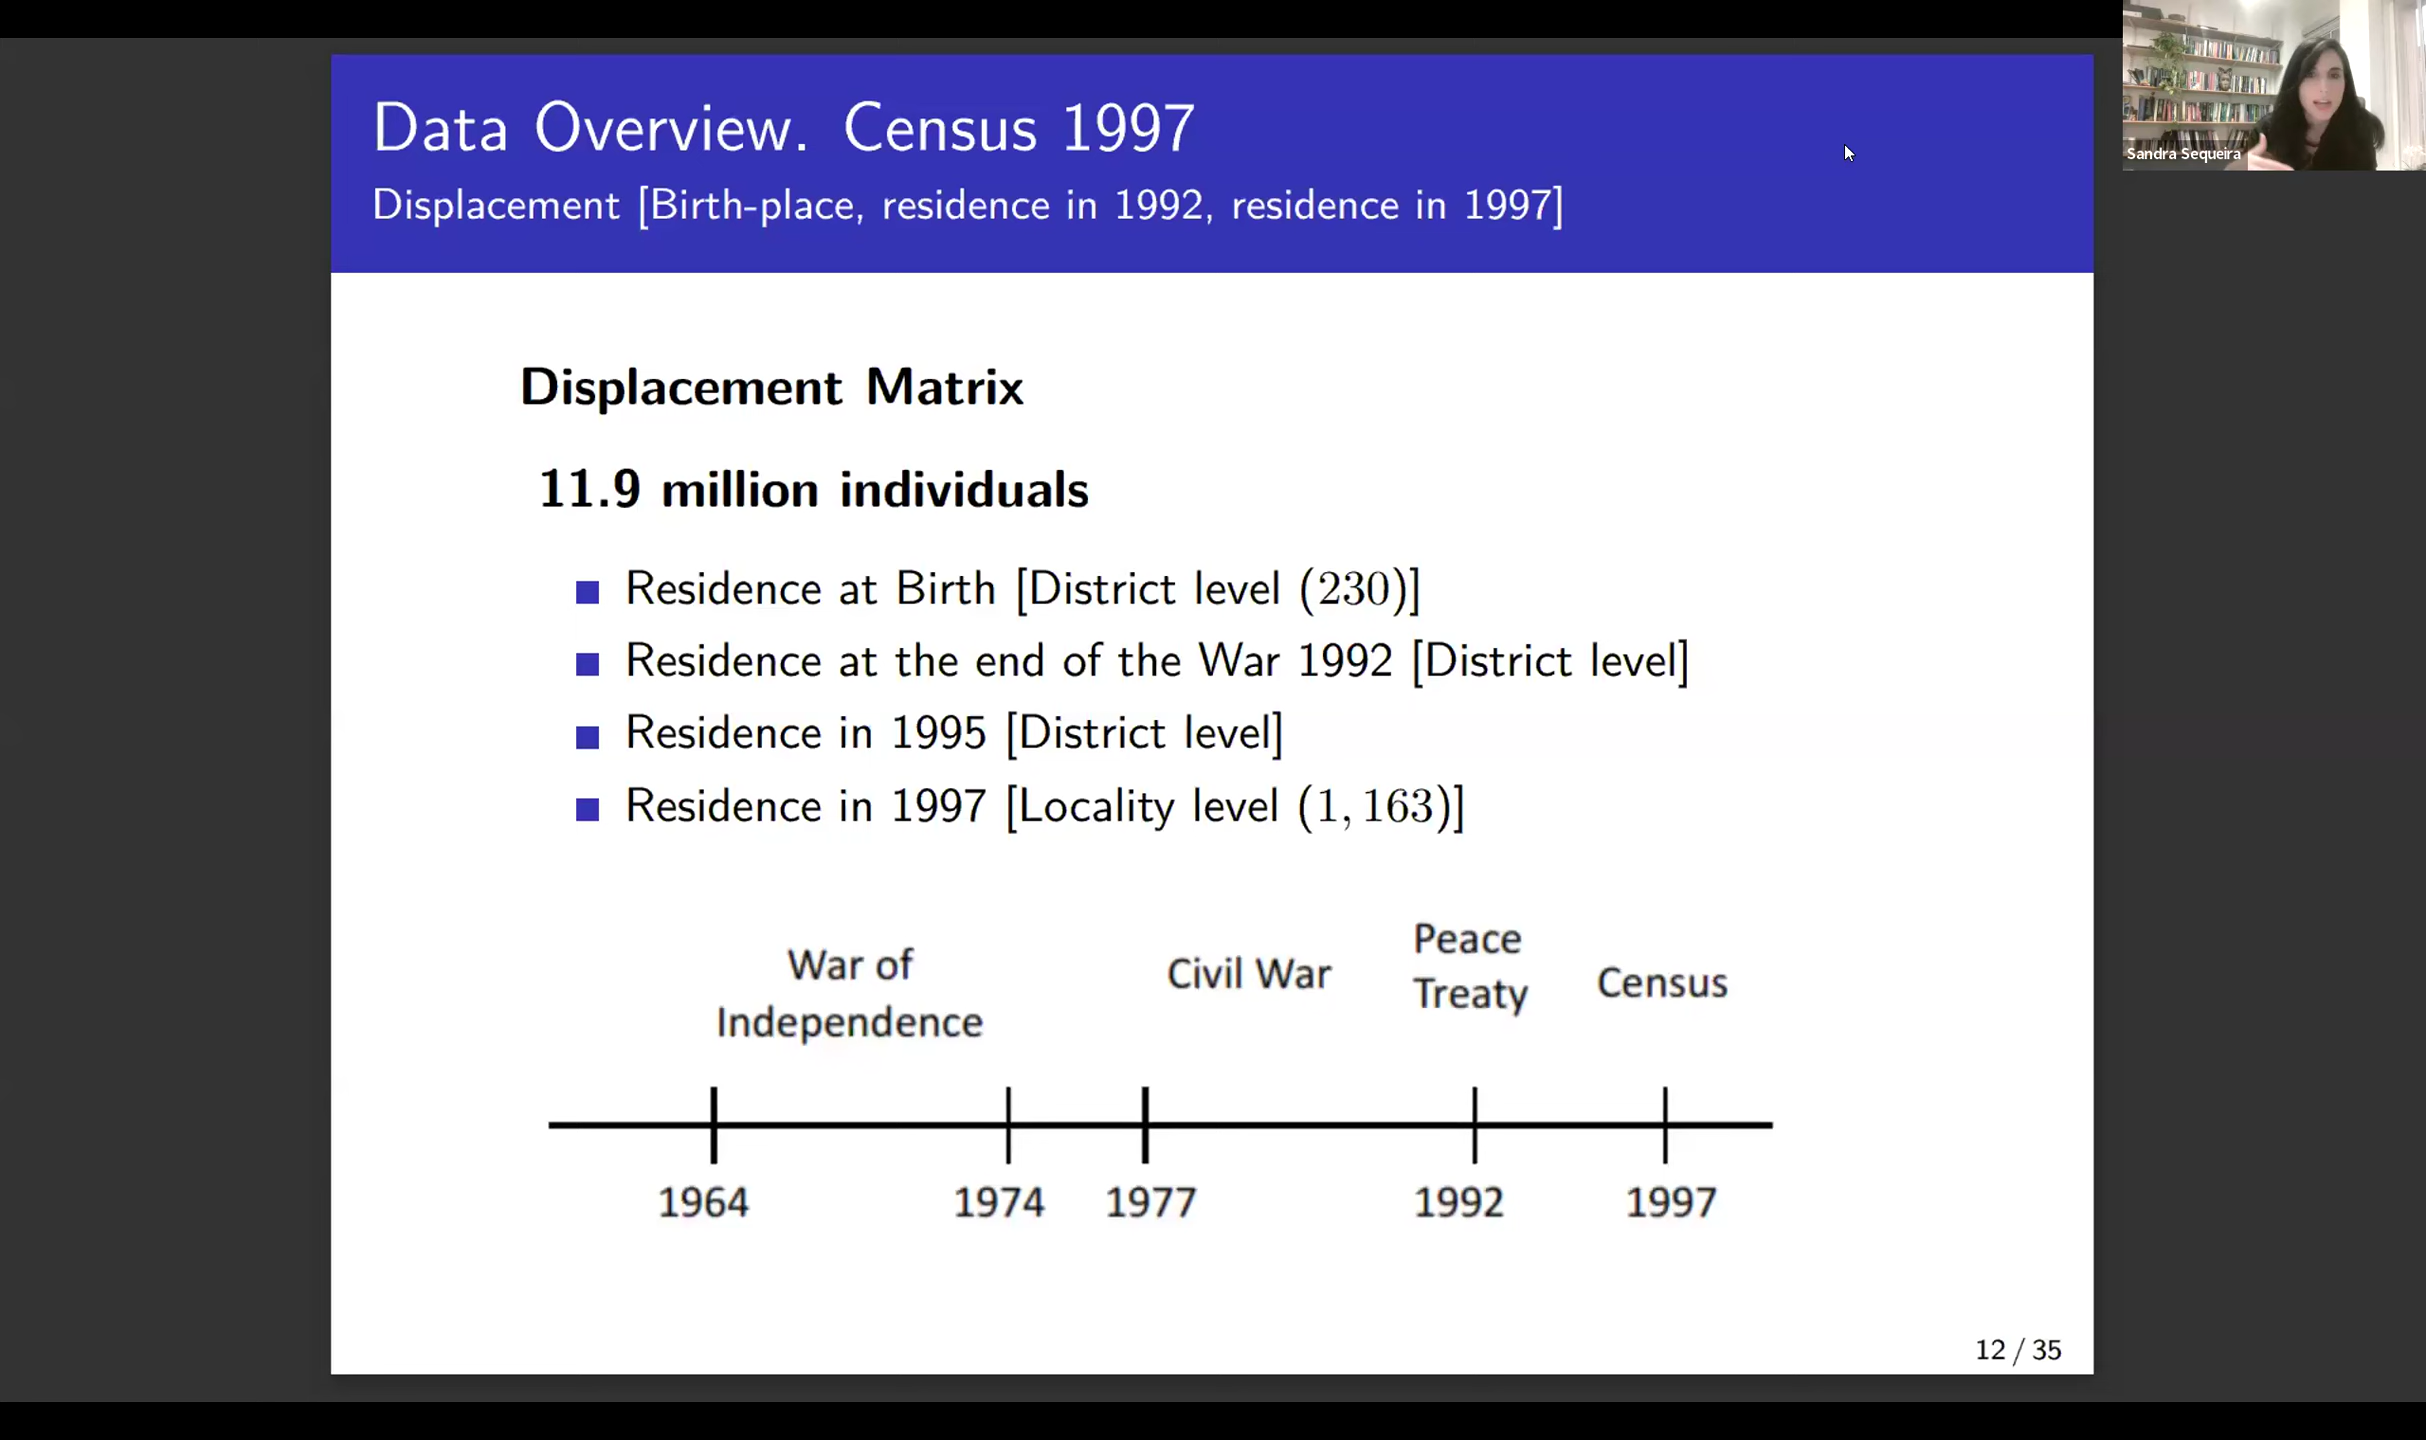 Data Overview. Census 1997
Displacement [Birth-place, residence in 1992, residence in 1997]
Sandra Sequeira
Displacement Matrix
11.9 million individuals
Residence at Birth [District level (230)]
Residence at the end of the War 1992 [District level]
Residence in 1995 [District level]
Residence in 1997 [Locality level (1, 163)]
War of
Independence
Civil War
Peace
Treaty
Census
1964
1974
1977
1992
1997
12 / 35